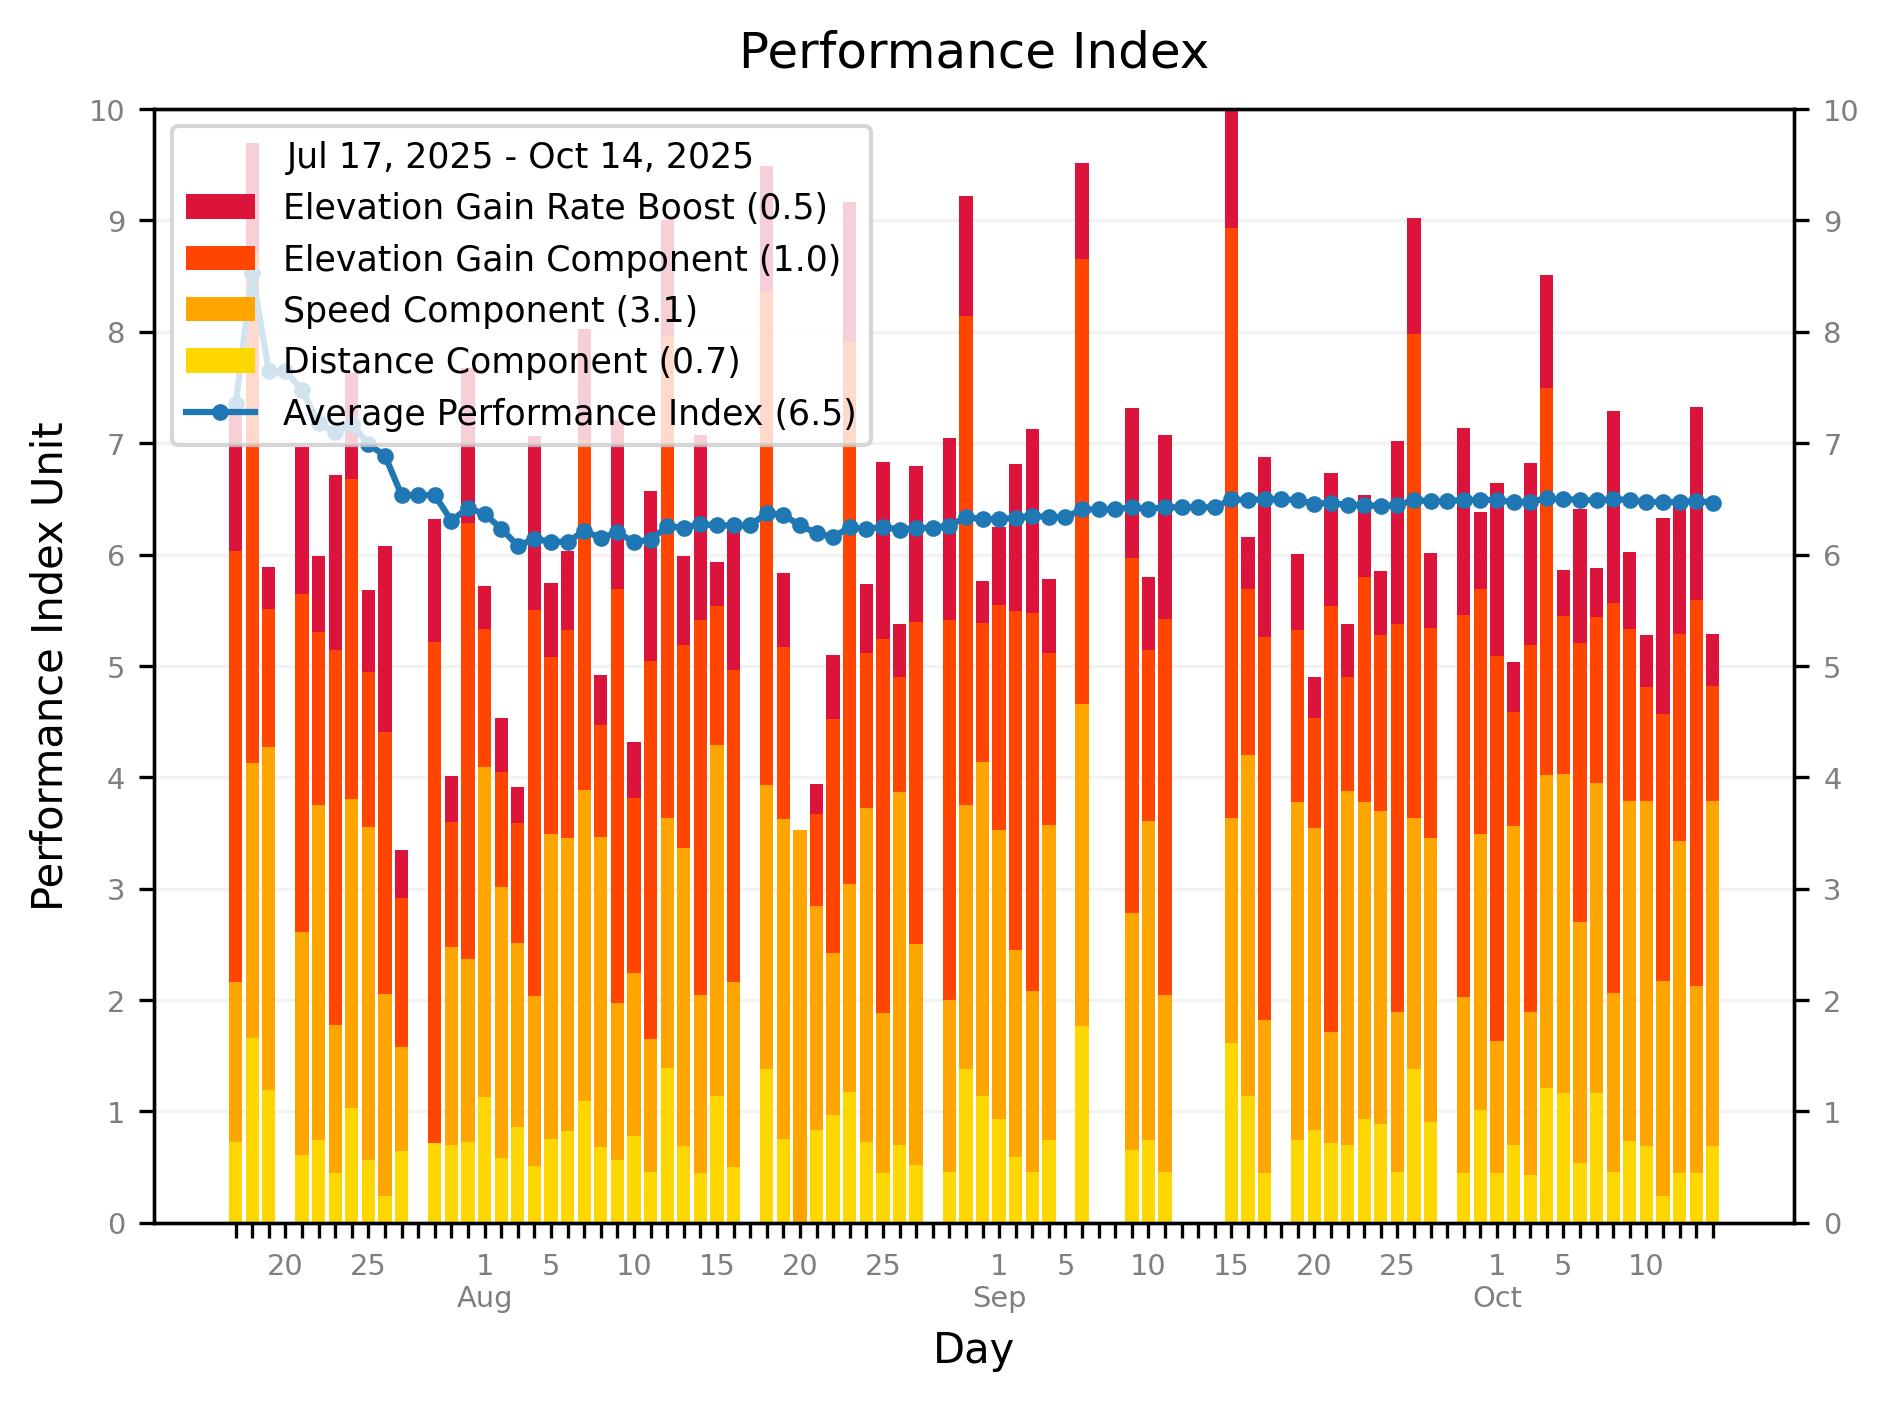 Performance Index
10
9
8
7
6
5
4
3
2
1
0
10
9
8
7
6
5
4
3
2
1
0
Performance Index Unit
Jul 17, 2025 - Oct 14, 2025
Elevation Gain Rate Boost (0.5)
Elevation Gain Component (1.0)
Speed Component (3.1)
Distance Component (0.7)
Average Performance Index (6.5)
20 25 1 5 10 15 20 25 1 5 10 15 20 25 1 5 10
Aug Sep Oct
Day